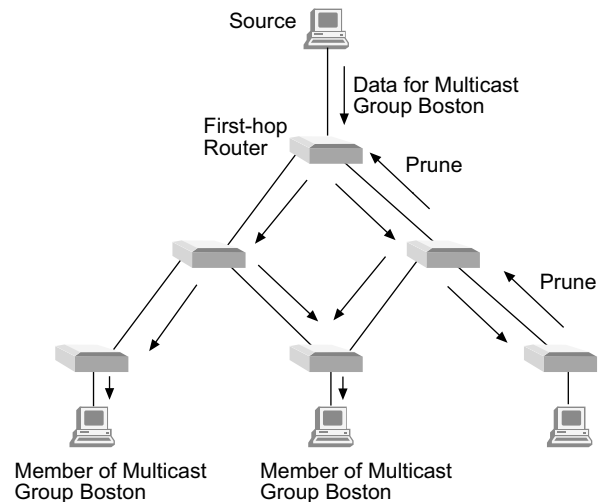 Source
Data for Multicast
Group Boston
First-hop
Router
Prune
Prune
Member of Multicast
Group Boston
Member of Multicast
Group Boston